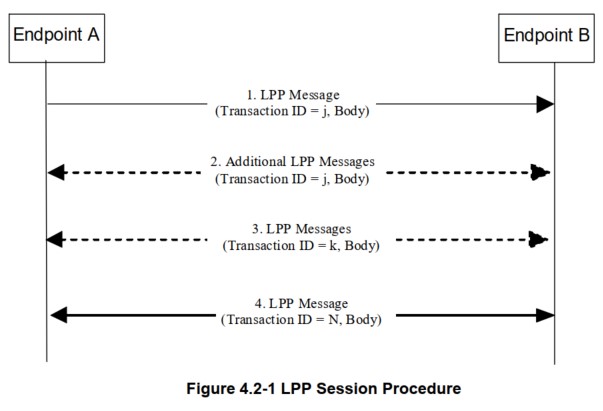 Endpoint A
Endpoint B
1. LPP Message
(Transaction ID = j, Body)
2. Additional LPP Messages
(Transaction ID = j, Body)
3. LPP Messages
(Transaction ID = k, Body)
4. LPP Message
(Transaction ID = N, Body)
Figure 4.2-1 LPP Session Procedure